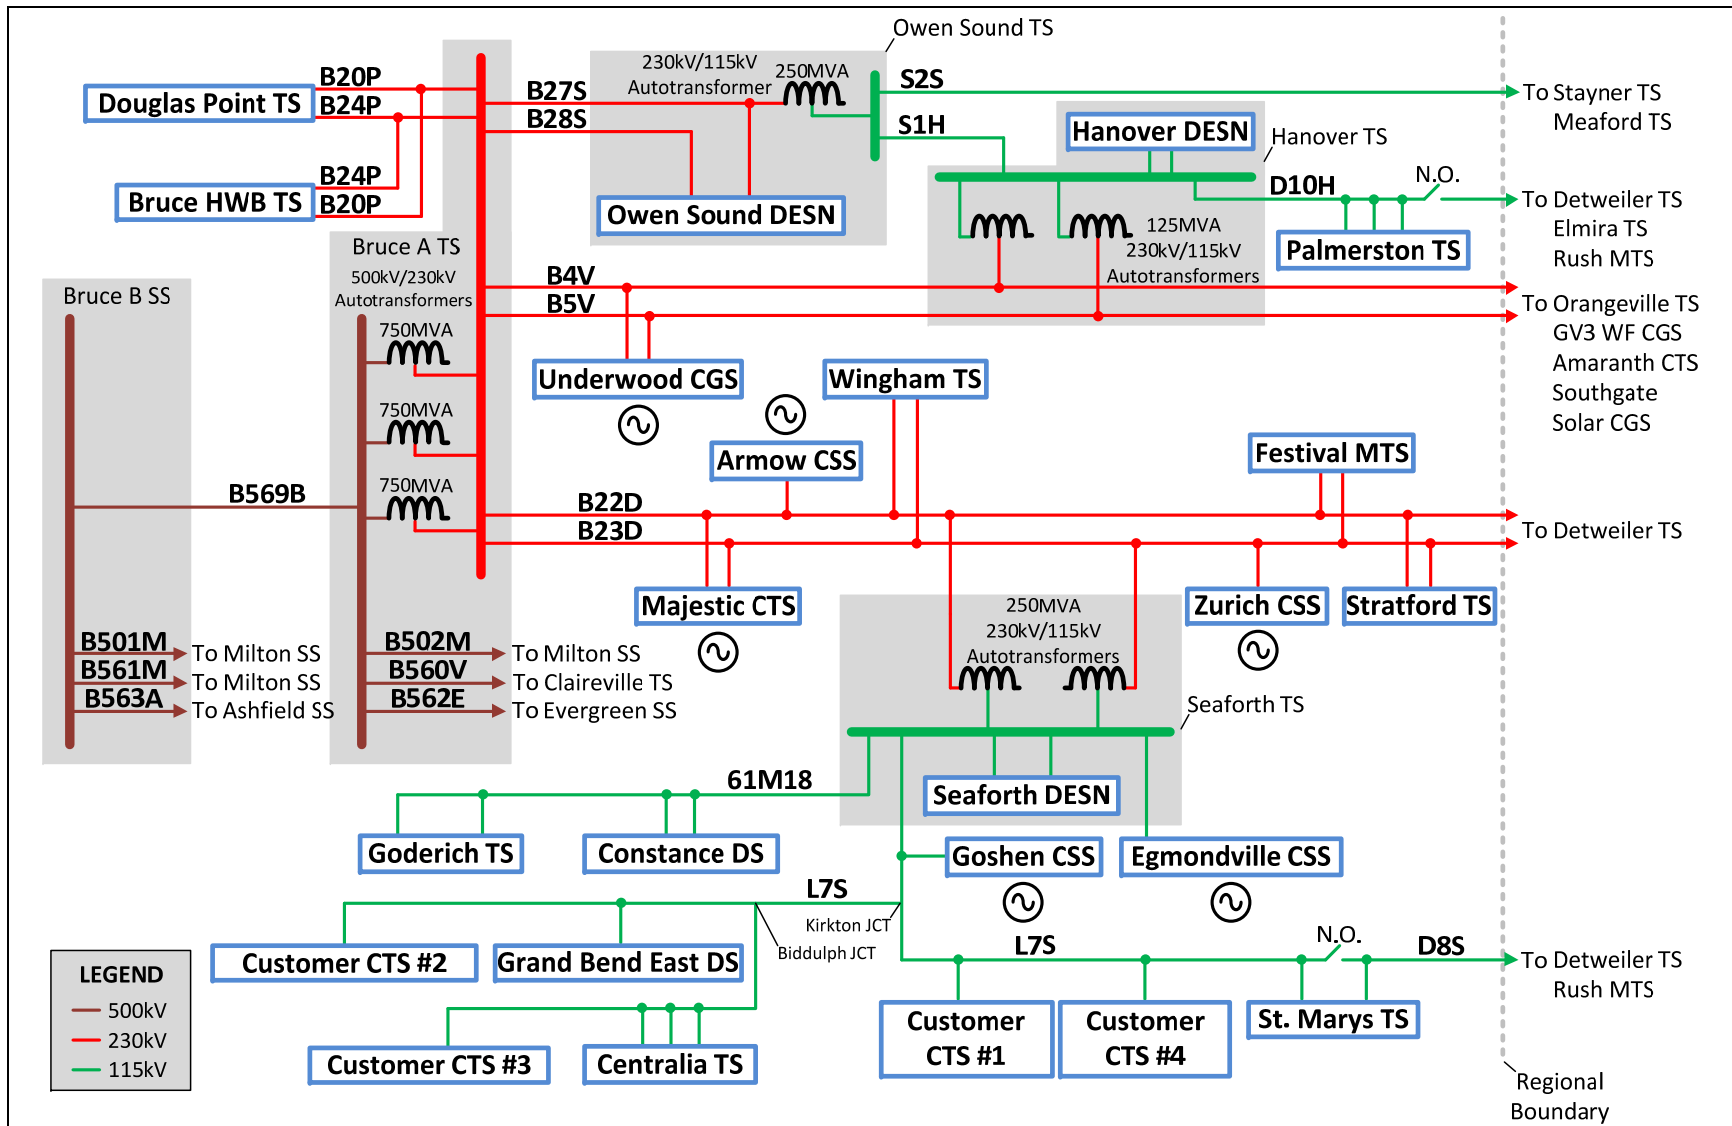 Owen Sound TS
230kV/115kV
Autotransformer
250MVA
B20P
Douglas Point TS
B24P
B27S
B28S
S2S
To Stayner TS
Meaford TS
S1H
Hanover DESN
Hanover TS
B24P
Bruce HWB TS
B20P
Owen Sound DESN
D10H
N.O.
To Detweiler TS
Elmira TS
Rush MTS
Palmerston TS
125MVA
230kV/115kV
Autotransformers
Bruce A TS
500kV/230kV
Autotransformers
Bruce B SS
B4V
B5V
To Orangeville TS
GV3 WF CGS
Amaranth CTS
Southgate
Solar CGS
750MVA
750MVA
750MVA
Underwood CGS
Wingham TS
Armow CSS
Festival MTS
B569B
B22D
B23D
To Detweiler TS
Majestic CTS
Zurich CSS
Stratford TS
250MVA
230kV/115kV
Autotransformers
Seaforth TS
B501M
To Milton SS
B561M
To Milton SS
B563A
To Ashfield SS
B502M
To Milton SS
B560V
To Claireville TS
B562E
To Evergreen SS
61M18
Seaforth DESN
Goderich TS
Constance DS
Goshen CSS
Egmondville CSS
L7S
Kirkton JCT
Biddulph JCT
Customer CTS #2
Grand Bend East DS
L7S
N.O.
D8S
To Detweiler TS
Rush MTS
Customer
CTS #1
Customer
CTS #4
St. Marys TS
Customer CTS #3
Centralia TS
LEGEND
500kV
230kV
115kV
Regional
Boundary